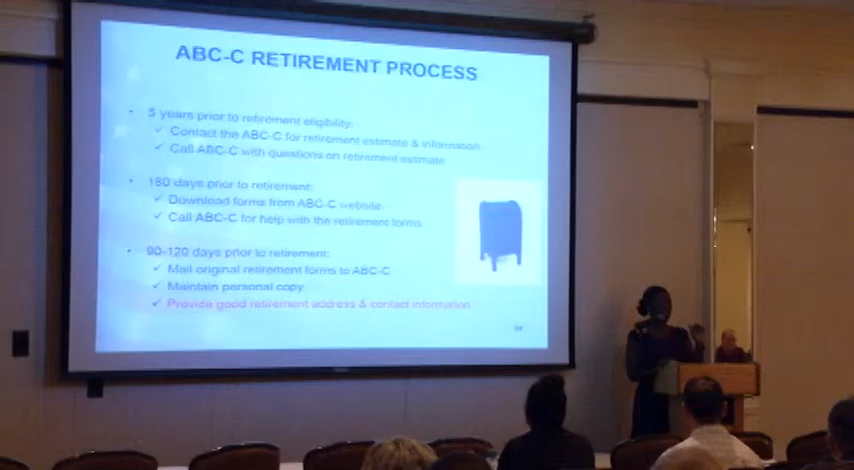 ABC-C RETIREMENT PROCESS
• 5 years prior to retirement eligibility:
✓ Contact the ABC-C for retirement estimate & information
✓ Call ABC-C with questions on retirement estimate
• 180 days prior to retirement:
✓ Download forms from ABC-C website
✓ Call ABC-C for help with the retirement forms
• 90-120 days prior to retirement:
✓ Mail original retirement forms to ABC-C
✓ Maintain personal copy
✓ Provide good retirement address & contact information